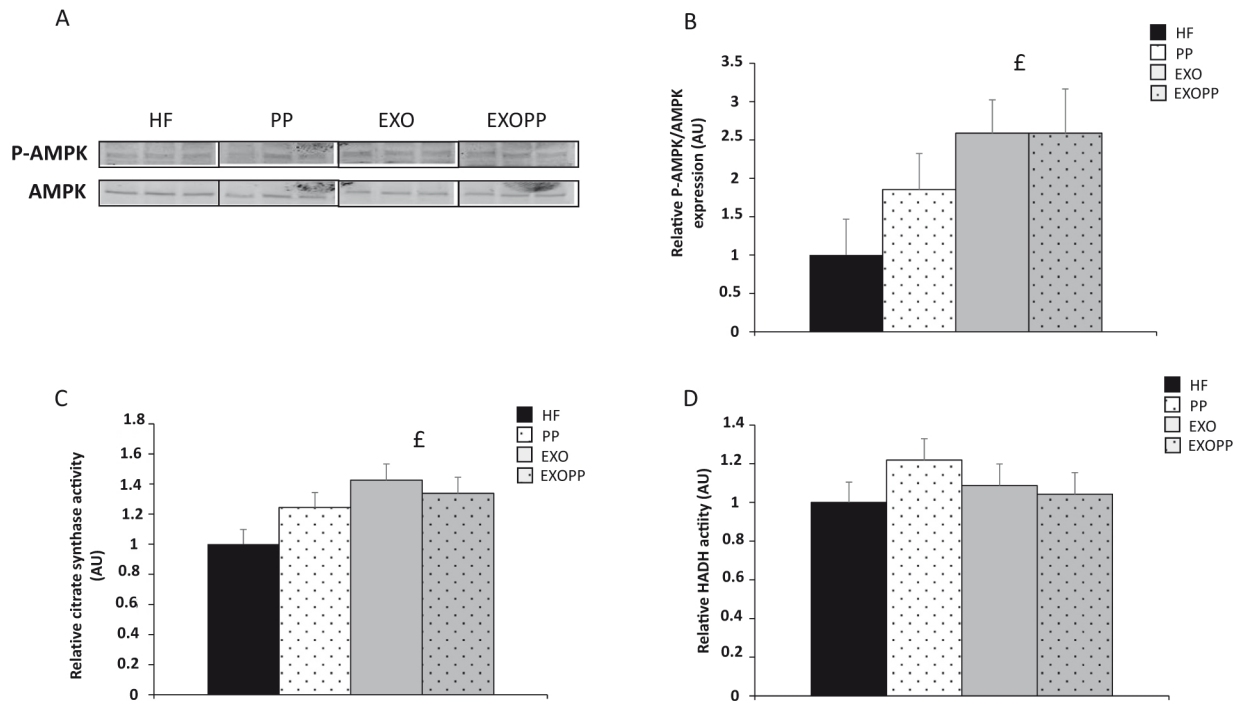 A
HF PP EXO EXOPP
P-AMPK
AMPK
B
HF
PP
EXO
EXOPP
£
Relative P-AMPK/AMPK
expression (AU)
3.5
3
2.5
2
1.5
1
0.5
0
C
HF
PP
EXO
EXOPP
£
Relative citrate synthase activity
(AU)
1.8
1.6
1.4
1.2
1
0.8
0.6
0.4
0.2
0
D
HF
PP
EXO
EXOPP
Relative HADH actiity (AU)
1.4
1.2
1
0.8
0.6
0.4
0.2
0